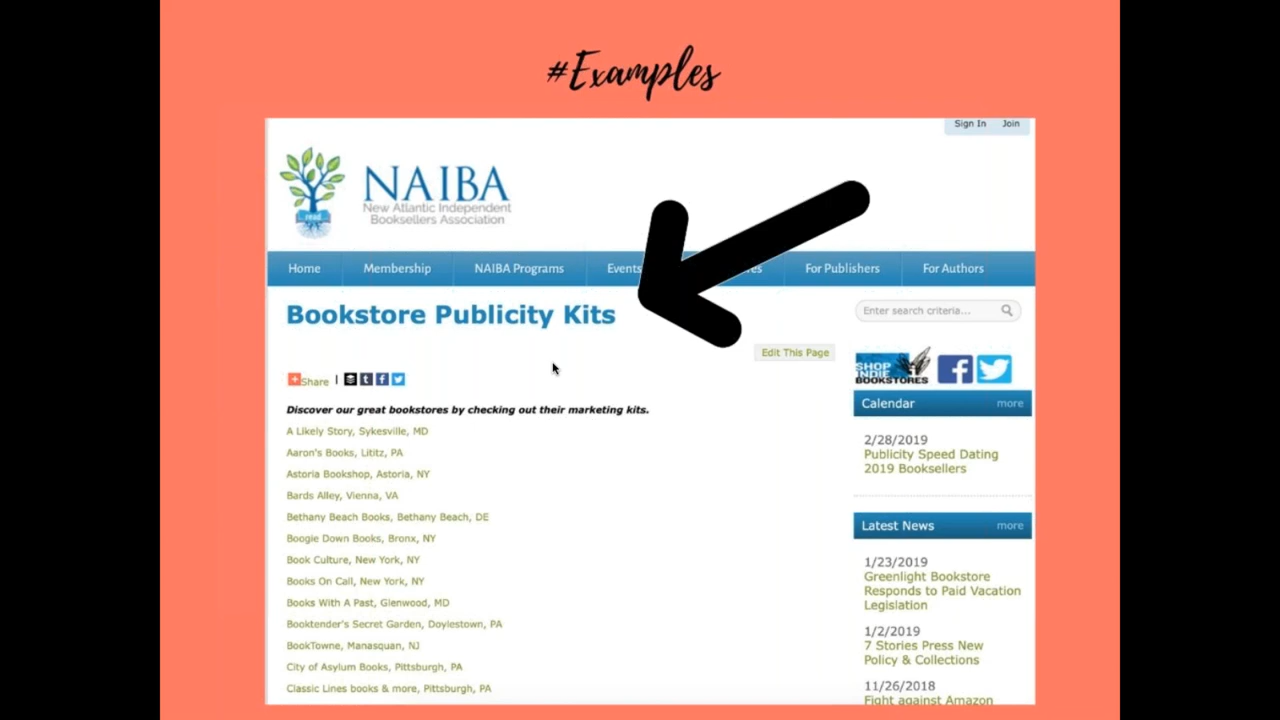 #Examples
Sign In Join
read
NAIBA
New Atlantic Independent
Booksellers Association
Home Membership NAIBA Programs Events For Publishers For Authors
Bookstore Publicity Kits
Enter search criteria...
Edit This Page
SHOP
INDIE
BOOKSTORES
Share
Calendar more
Discover our great bookstores by checking out their marketing kits.
A Likely Story, Sykesville, MD
Aaron's Books, Lititz, PA
Astoria Bookshop, Astoria, NY
Bards Alley, Vienna, VA
Bethany Beach Books, Bethany Beach, DE
Boogie Down Books, Bronx, NY
Book Culture, New York, NY
Books On Call, New York, NY
Books With A Past, Glenwood, MD
Booktender's Secret Garden, Doylestown, PA
BookTowne, Manasquan, NJ
City of Asylum Books, Pittsburgh, PA
Classic Lines books & more, Pittsburgh, PA
2/28/2019
Publicity Speed Dating
2019 Booksellers
Latest News more
1/23/2019
Greenlight Bookstore
Responds to Paid Vacation
Legislation
1/2/2019
7 Stories Press New
Policy & Collections
11/26/2018
Fight against Amazon